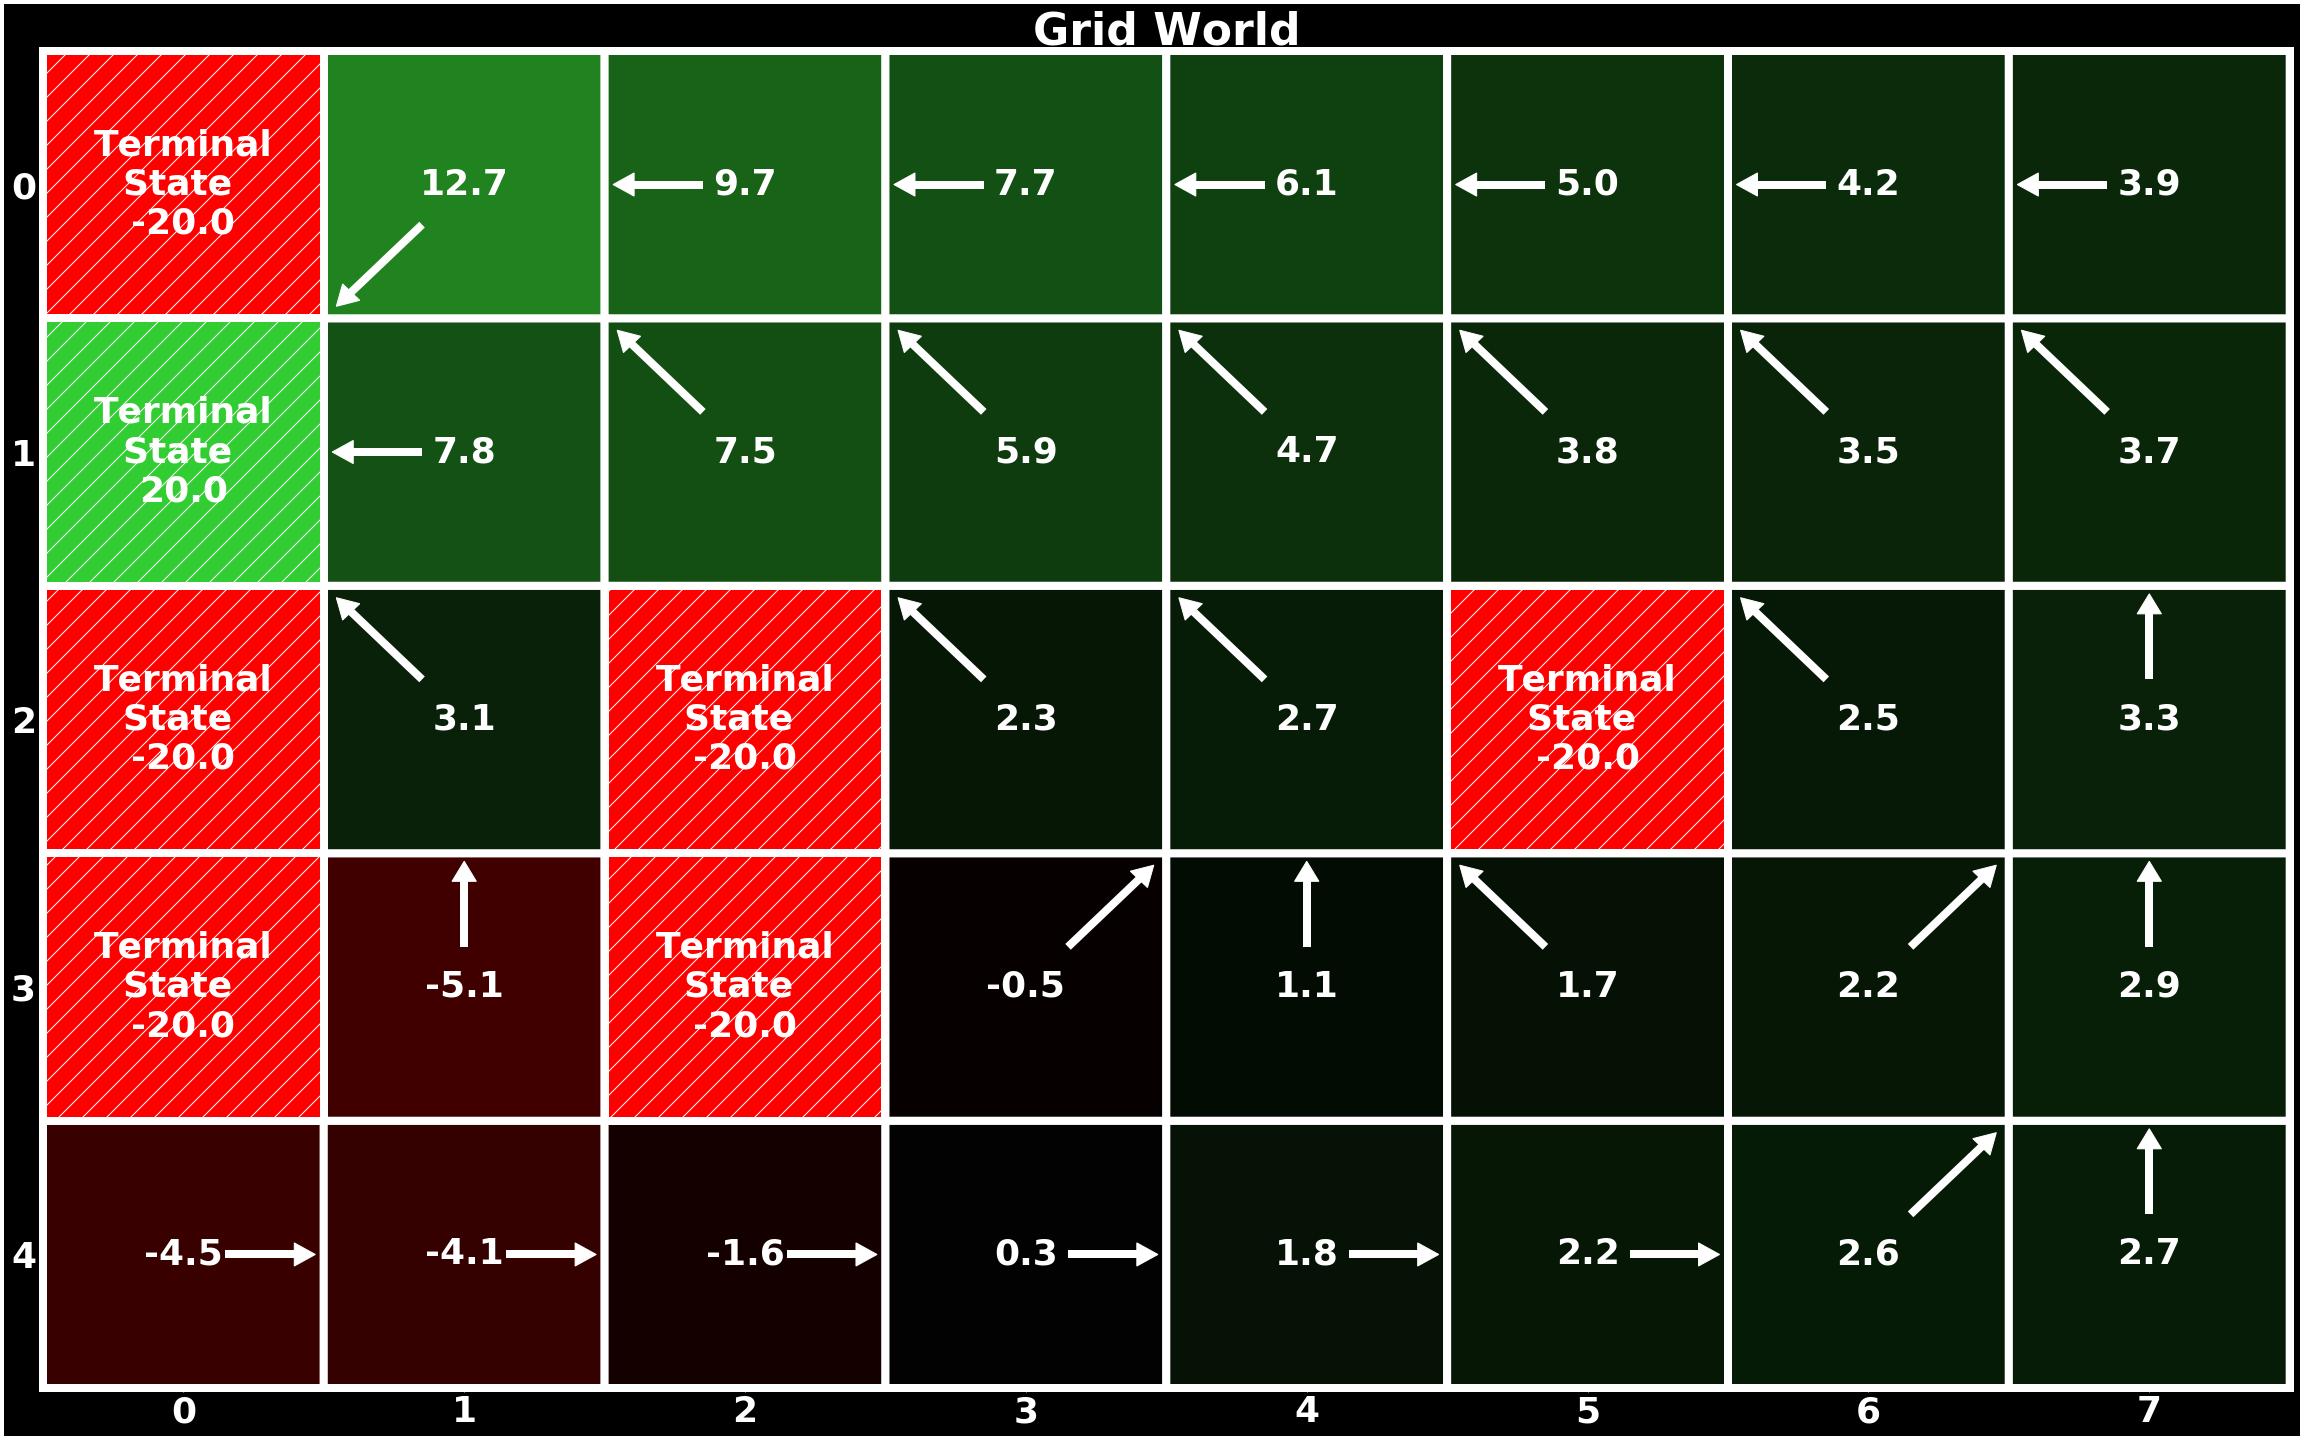 Grid World
Terminal
State
-20.0
12.7
9.7
7.7
6.1
5.0
4.2
3.9
0
Terminal
State
20.0
7.8
7.5
5.9
4.7
3.8
3.5
3.7
1
Terminal
State
-20.0
3.1
Terminal
State
-20.0
2.3
2.7
Terminal
State
-20.0
2.5
3.3
2
Terminal
State
-20.0
-5.1
Terminal
State
-20.0
-0.5
1.1
1.7
2.2
2.9
3
-4.5
-4.1
-1.6
0.3
1.8
2.2
2.6
2.7
4
0 1 2 3 4 5 6 7